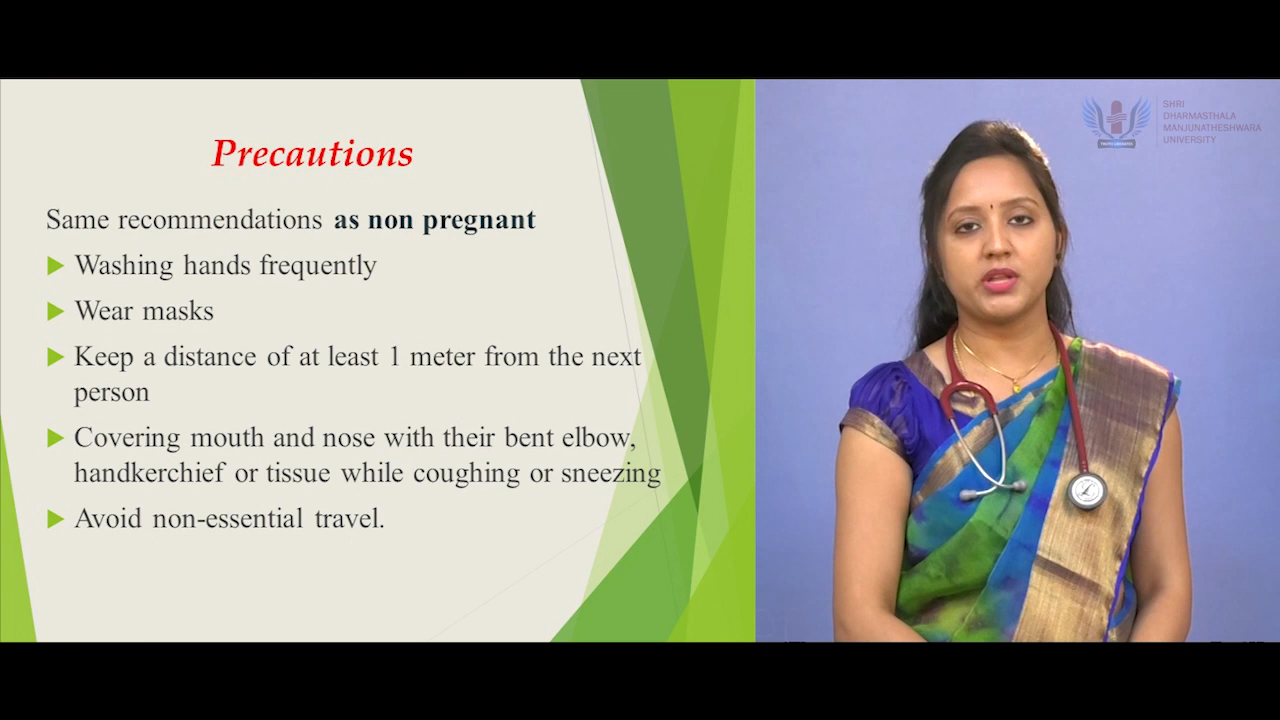 Precautions
Same recommendations as non pregnant
Washing hands frequently
Wear masks
Keep a distance of at least 1 meter from the next
person
Covering mouth and nose with their bent elbow,
handkerchief or tissue while coughing or sneezing
Avoid non-essential travel.
SHRI
DHARMASTHALA
MANJUNATHESHWARA
UNIVERSITY